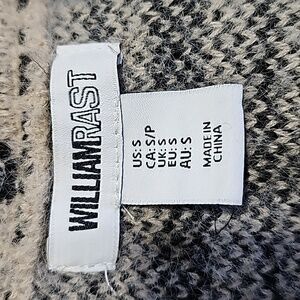 WILLIAMRAST
US: S
CA: S/P
UK: S
EU: S
AU: S
MADE IN
CHINA